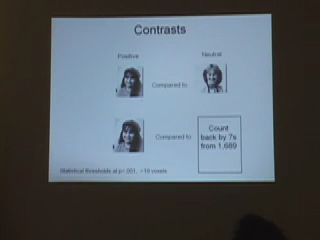 Contrasts
Positive
Neutral
Compared to
Compared to
Count
back by 7s
from 1,689
Statistical thresholds at p<.001, >10 voxels